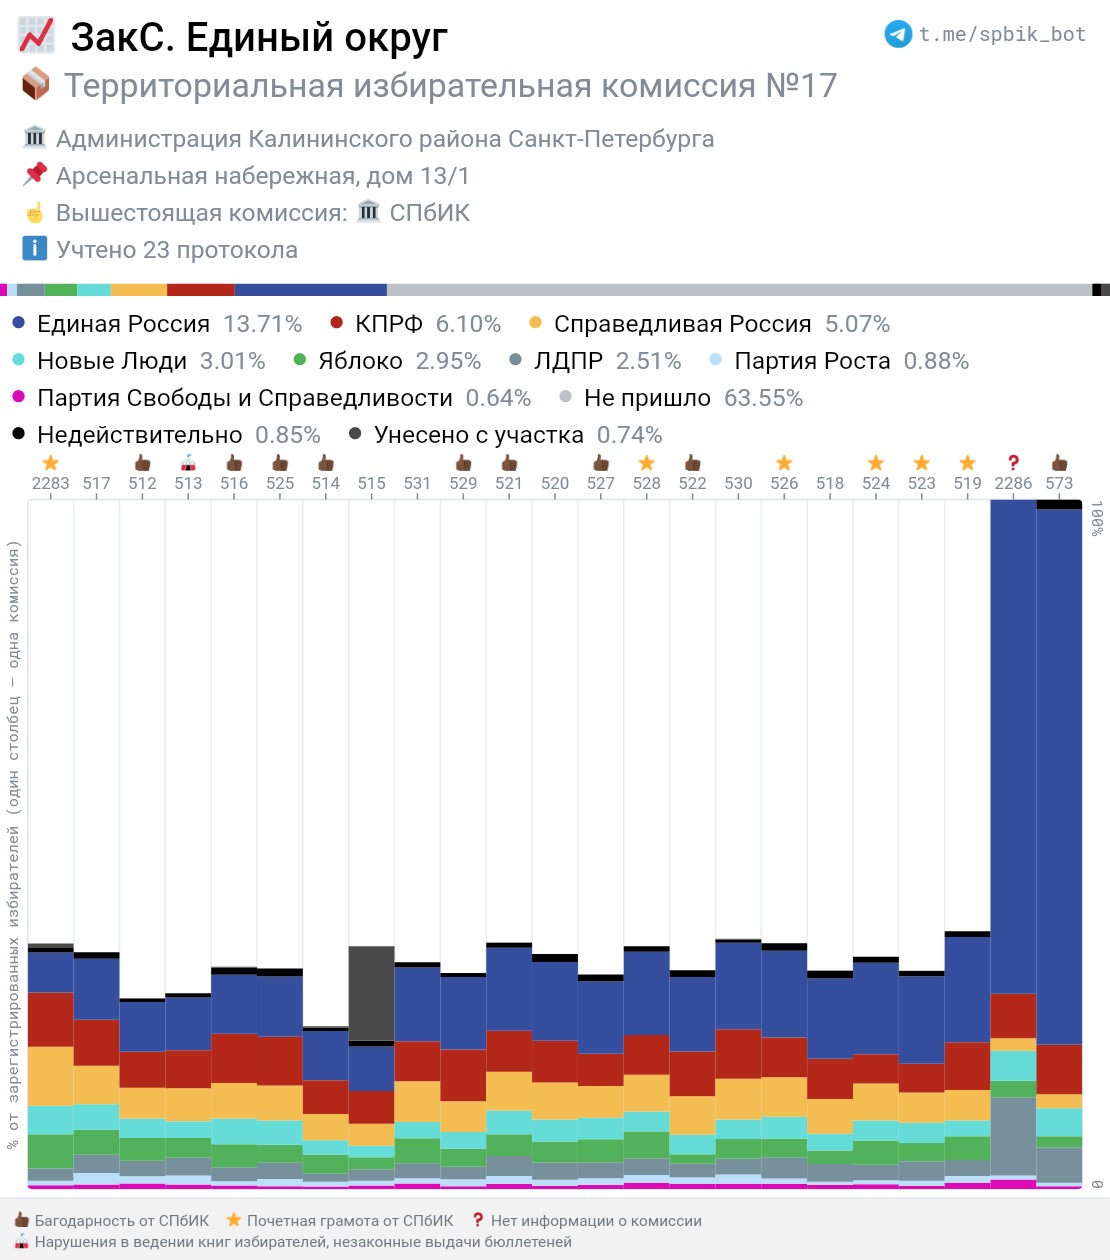 ЗакС. Единый округ
t.me/spbik_bot
Территориальная избирательная комиссия №17
Администрация Калининского района Санкт-Петербурга
Арсенальная набережная, дом 13/1
Вышестоящая комиссия: СПбИК
Учтено 23 протокола
Единая Россия 13.71% КПРФ 6.10% Справедливая Россия 5.07%
Новые Люди 3.01% Яблоко 2.95% ЛДПР 2.51% Партия Роста 0.88%
Партия Свободы и Справедливости 0.64% Не пришло 63.55%
Недействительно 0.85% Унесено с участка 0.74%
2283 517 512 513 516 525 514 515 531 529 521 520 527 528 522 530 526 518 524 523 519 2286 573
% от зарегистрированных избирателей (один столбец — одна комиссия)
100%
0
Багодарность от СПбИК Почетная грамота от СПбИК Нет информации о комиссии
Нарушения в ведении книг избирателей, незаконные выдачи бюллетеней